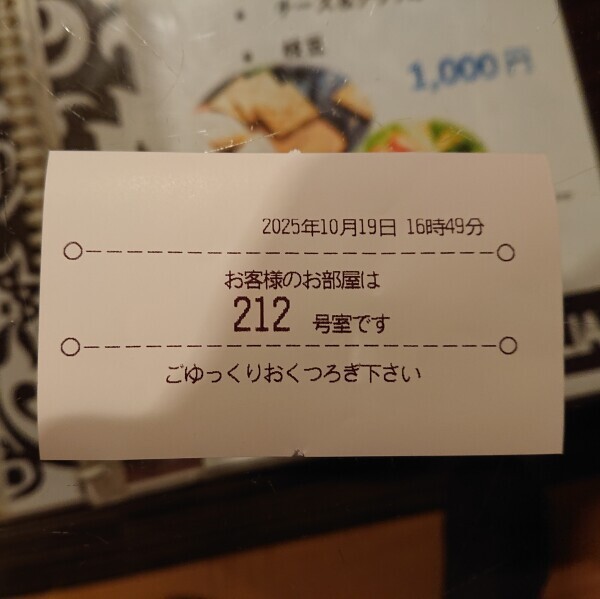 1,000円
2025年10月19日 16時49分
お客様のお部屋は
212 号室です
ごゆっくりおくつろぎ下さい